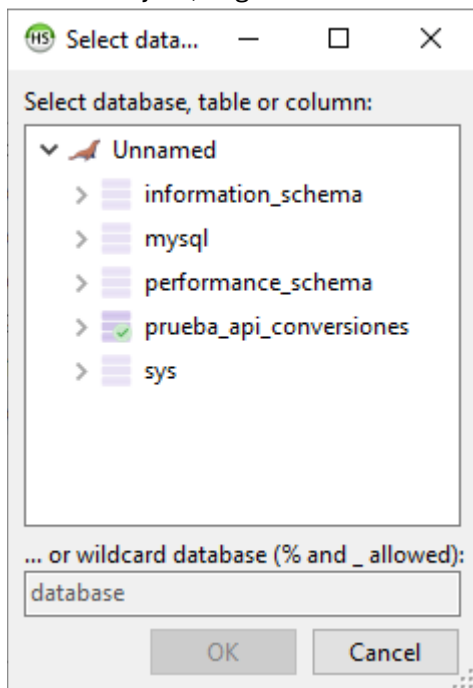 HS Select data...
Select database, table or column:
Unnamed
information_schema
mysql
performance_schema
prueba_api_conversiones
sys
... or wildcard database (% and _ allowed):
database
OK Cancel